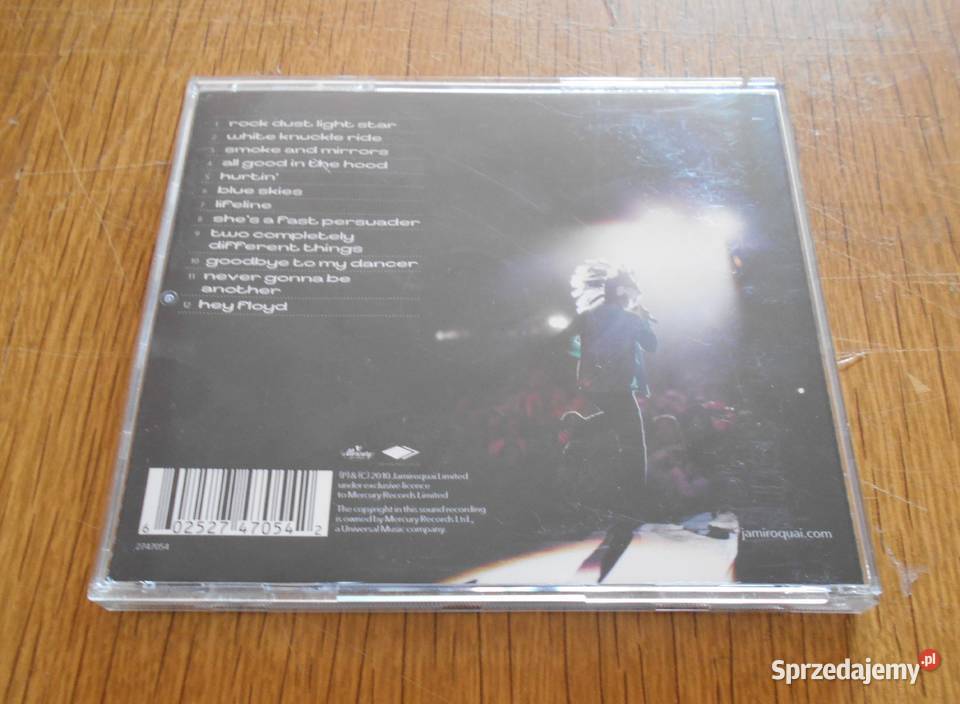 1 rock dust light star
2 white knuckle ride
3 smoke and mirrors
4 all good in the hood
5 hurtin'
6 blue skies
7 lifeline
8 she's a fast persuader
9 two completely
different things
10 goodbye to my dancer
11 never gonna be
another
12 hey floyd
Mercury
(P) & (C) 2010 Jamiroquai Limited
under exclusive licence
to Mercury Records Limited
The copyright in this sound recording
is owned by Mercury Records Ltd.,
a Universal Music company.
6 02527 47054 2
2747054
jamiroquai.com
Sprzedajemy.pl